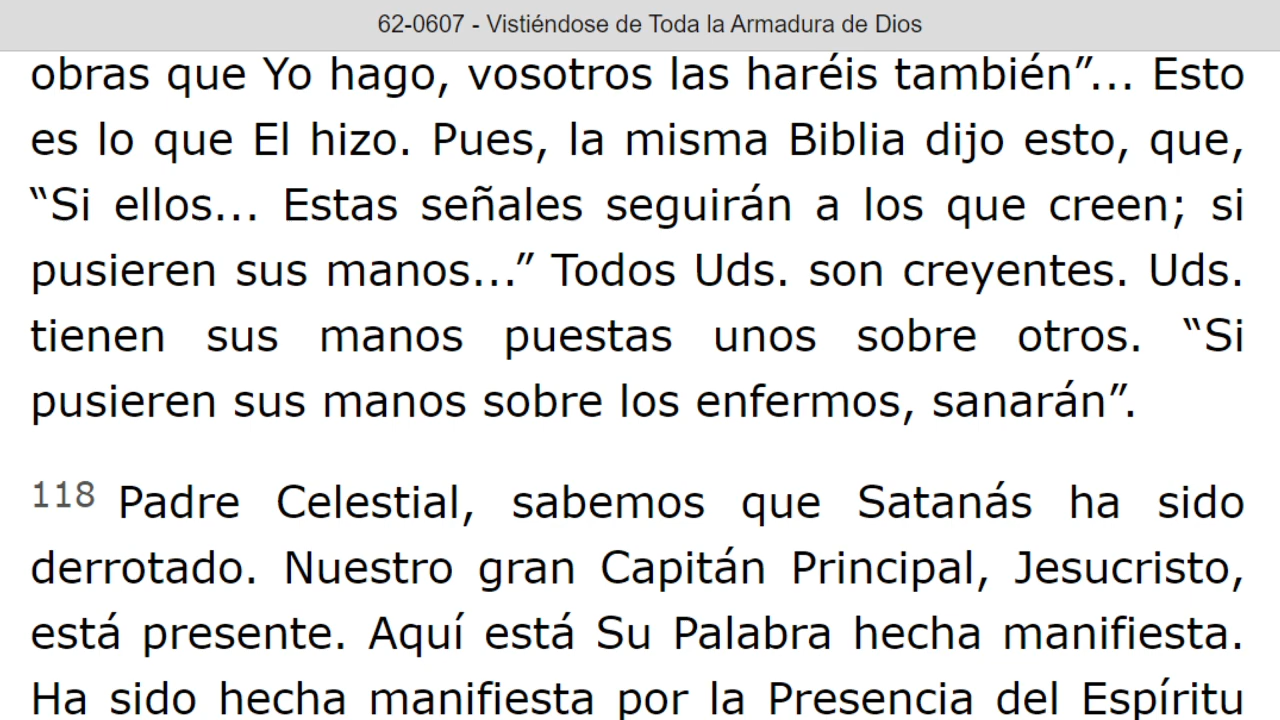 62-0607 - Vistiéndose de Toda la Armadura de Dios
obras que Yo hago, vosotros las haréis también”... Esto
es lo que El hizo. Pues, la misma Biblia dijo esto, que,
“Si ellos... Estas señales seguirán a los que creen; si
pusieren sus manos...” Todos Uds. son creyentes. Uds.
tienen sus manos puestas unos sobre otros. “Si
pusieren sus manos sobre los enfermos, sanarán”.
118 Padre Celestial, sabemos que Satanás ha sido
derrotado. Nuestro gran Capitán Principal, Jesucristo,
está presente. Aquí está Su Palabra hecha manifiesta.
Ha sido hecha manifiesta por la Presencia del Espíritu